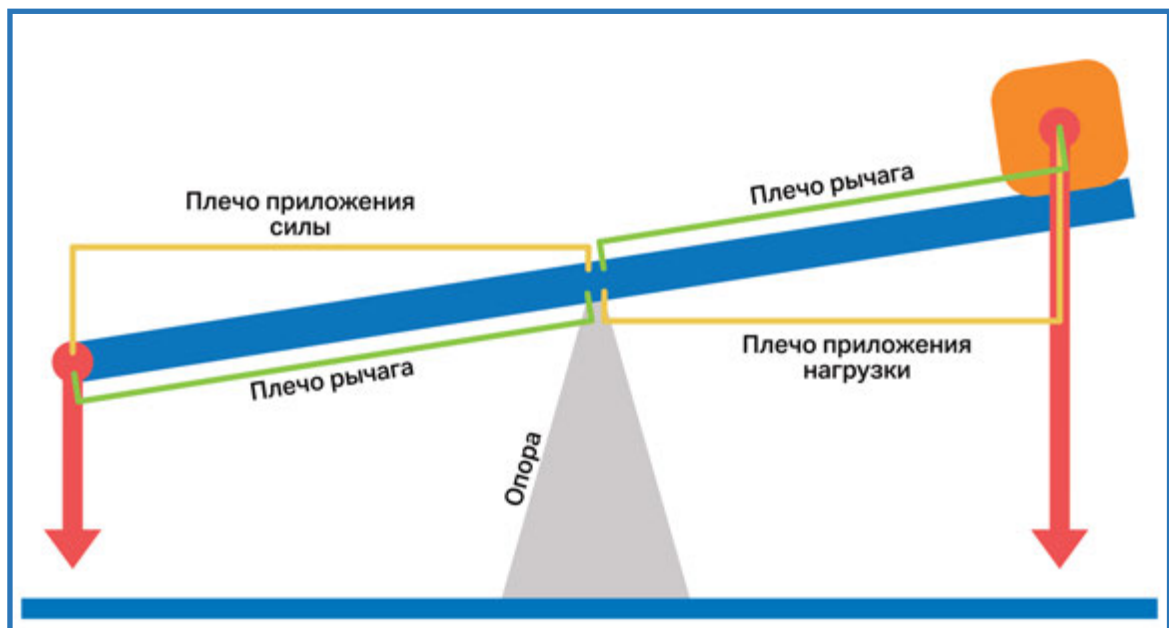 Плечо приложения
силы
Плечо рычага
Плечо рычага
Плечо приложения
нагрузки
Опора